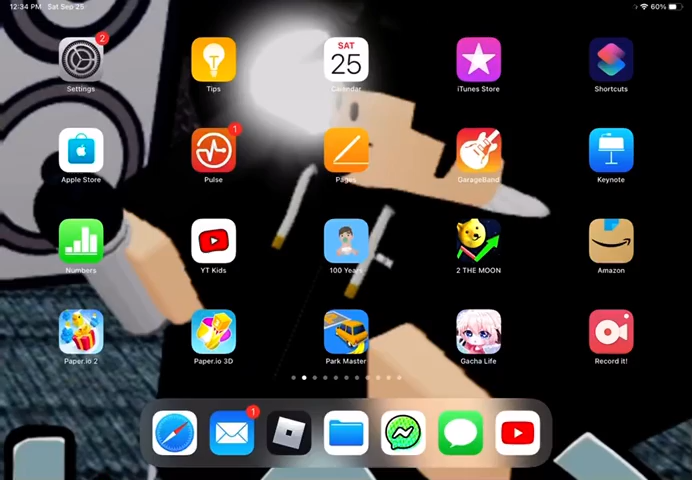 12:34 PM Sat Sep 25
60%
2
SAT
25
Settings Tips Calendar iTunes Store Shortcuts
1
Apple Store Pulse Pages GarageBand Keynote
Numbers YT Kids 100 Years 2 THE MOON Amazon
Paper.io 2 Paper.io 3D Park Master Gacha Life Record it!
1